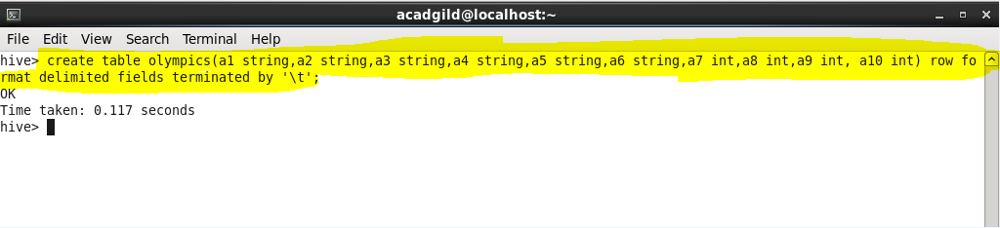 acadgild@localhost:~
File Edit View Search Terminal Help
hive> create table olympics(a1 string,a2 string,a3 string,a4 string,a5 string,a6 string,a7 int,a8 int,a9 int, a10 int) row fo
rmat delimited fields terminated by '\t';
OK
Time taken: 0.117 seconds
hive>